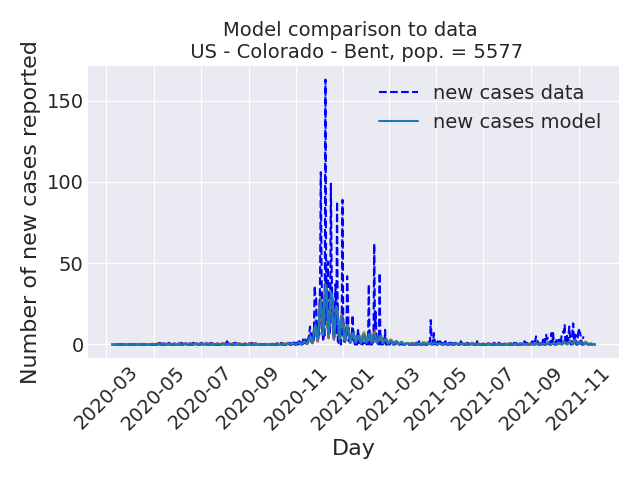 Model comparison to data
US - Colorado - Bent, pop. = 5577
Number of new cases reported
150
100
50
0
new cases data
new cases model
2020-03
2020-05
2020-07
2020-09
2020-11
2021-01
2021-03
2021-05
2021-07
2021-09
2021-11
Day